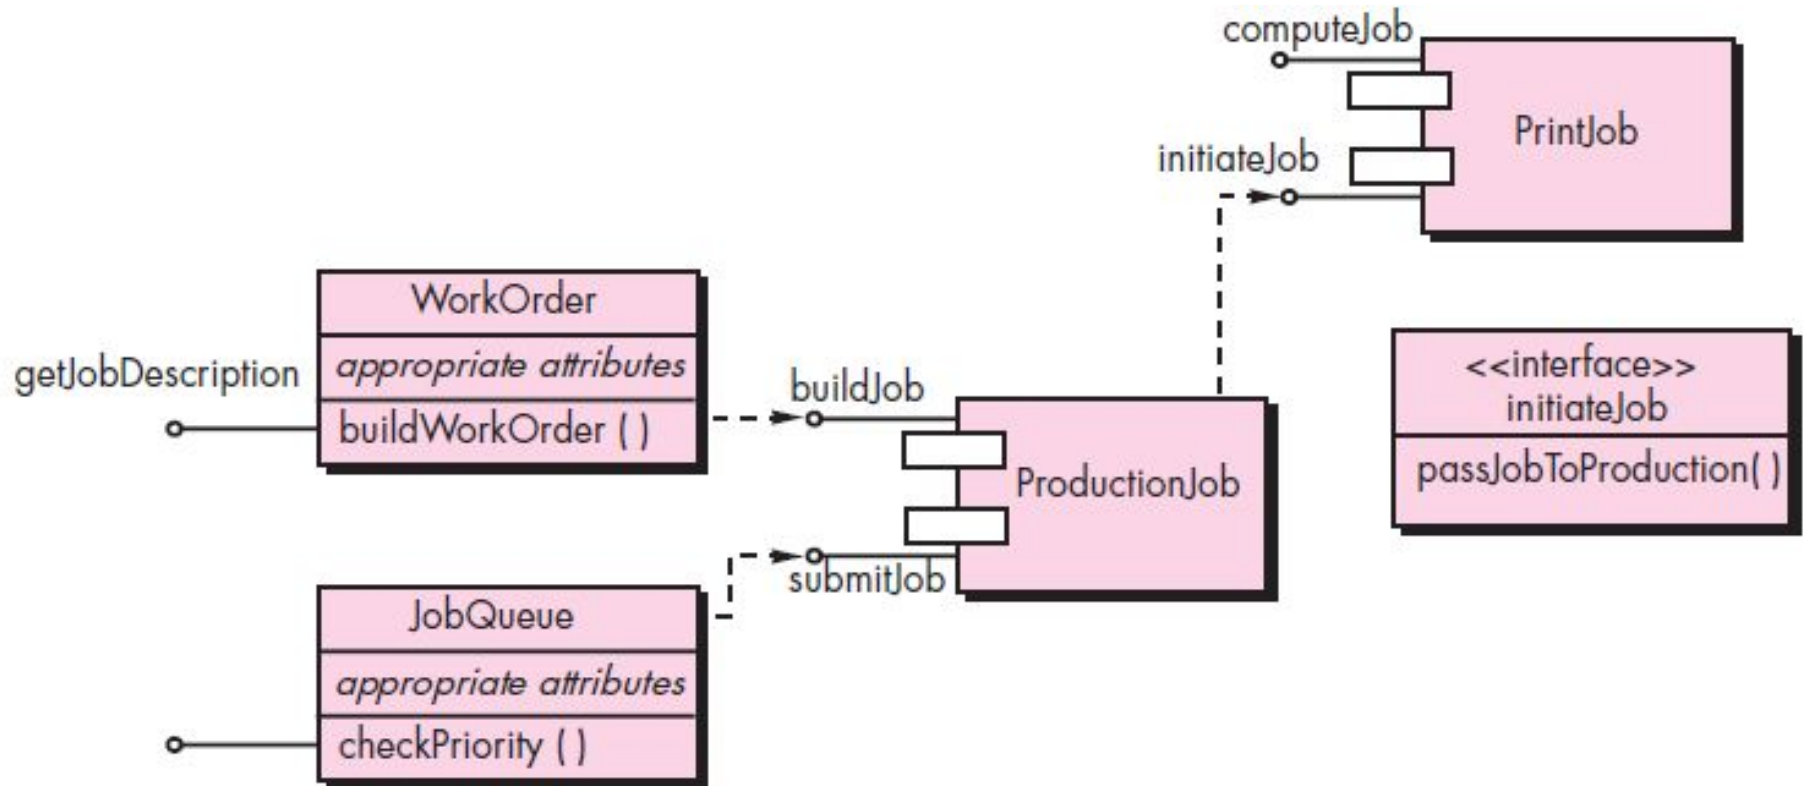 computeJob
PrintJob
initiateJob
WorkOrder
appropriate attributes
buildWorkOrder ( )
getJobDescription
buildJob
ProductionJob
submitJob
<<interface>>
initiateJob
passJobToProduction( )
JobQueue
appropriate attributes
checkPriority ( )